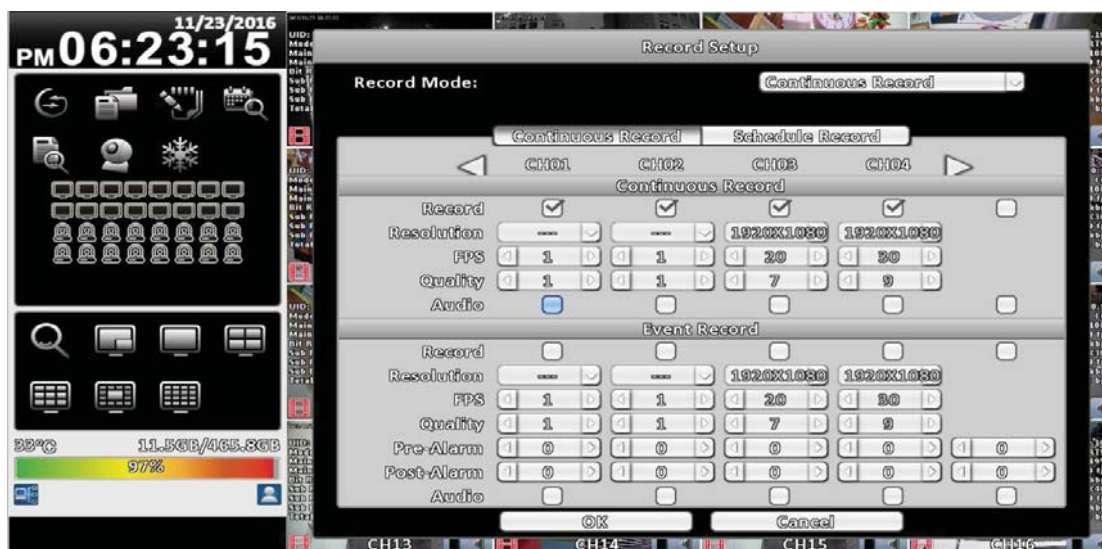 11/23/2016
PM 06:23:15
33°C 11.5GB/465.8GB
97%
Record Setup
Record Mode: Continuous Record
Continuous Record Schedule Record
CH01 CH02 CH03 CH04
Continuous Record
Record
Resolution --- --- 1920X1080 1920X1080
FPS 1 1 20 30
Quality 1 1 7 9
Audio
Event Record
Record
Resolution --- --- 1920X1080 1920X1080
FPS 1 1 20 30
Quality 1 1 7 9
Pre-Alarm 0 0 0 0 0
Post-Alarm 0 0 0 0 0
Audio
OK Cancel
CH13 CH14 CH15 CH16